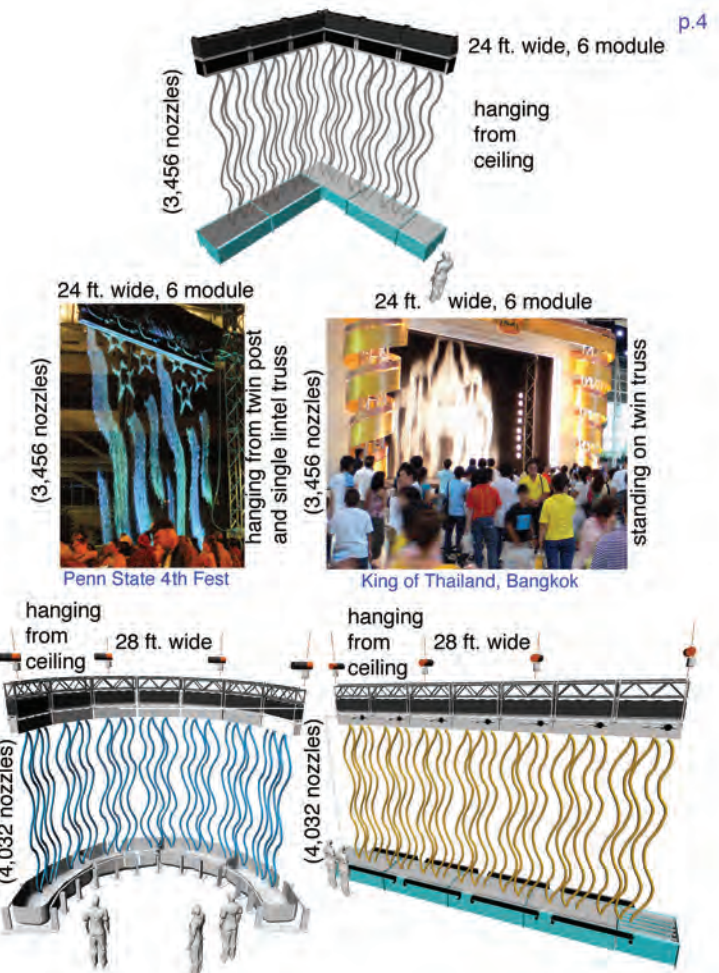 p.4
24 ft. wide, 6 module
(3,456 nozzles)
hanging
from
ceiling
24 ft. wide, 6 module
(3,456 nozzles)
hanging from twin post
and single lintel truss
Penn State 4th Fest
24 ft. wide, 6 module
(3,456 nozzles)
standing on twin truss
King of Thailand, Bangkok
hanging
from
ceiling
28 ft. wide
(4,032 nozzles)
hanging
from
ceiling
28 ft. wide
(4,032 nozzles)